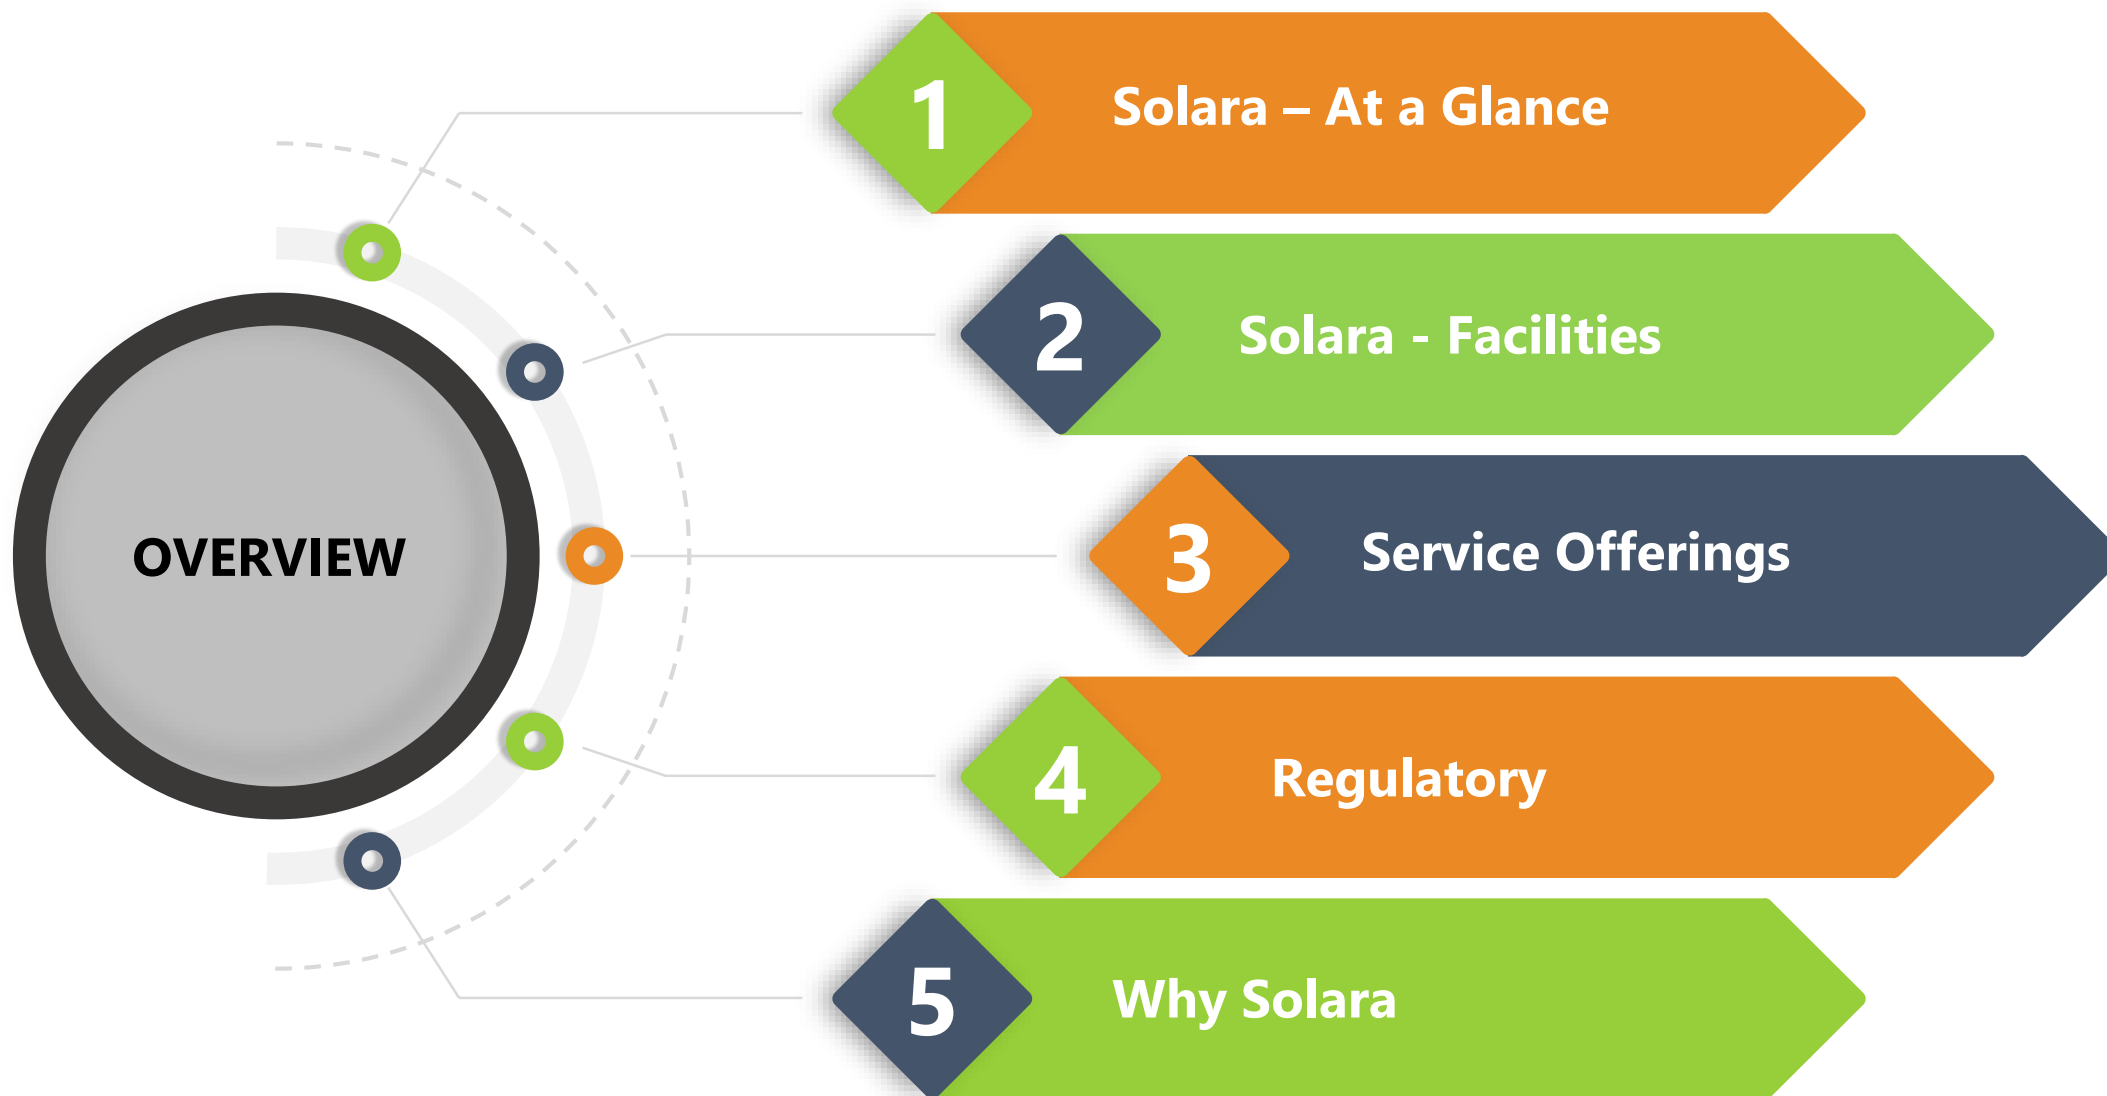 OVERVIEW
1
Solara – At a Glance
2
Solara - Facilities
3
Service Offerings
4
Regulatory
5
Why Solara